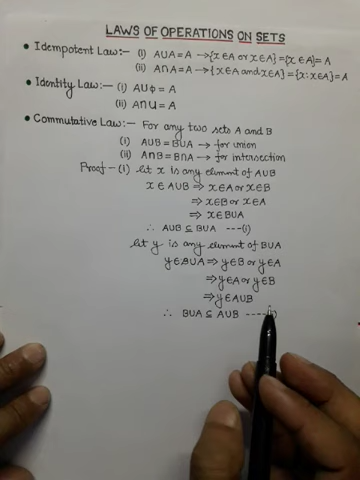 LAWS OF OPERATIONS ON SETS
• Idempotent Law:- (i) A∪A = A → {x∈A or x∈A} = {x∈A} = A
(ii) A∩A = A → {x∈A and x∈A} = {x: x∈A} = A
• Identity Law:- (i) A∪ϕ = A
(ii) A∩U = A
• Commutative Law:- For any two sets A and B
(i) A∪B = B∪A → for union
(ii) A∩B = B∩A → for intersection
Proof - (i) let x is any element of A∪B
x∈A∪B ⇒ x∈A or x∈B
⇒ x∈B or x∈A
⇒ x∈B∪A
∴ A∪B ⊆ B∪A ---(i)
let y is any element of B∪A
y∈B∪A ⇒ y∈B or y∈A
⇒ y∈A or y∈B
⇒ y∈A∪B
∴ B∪A ⊆ A∪B ----